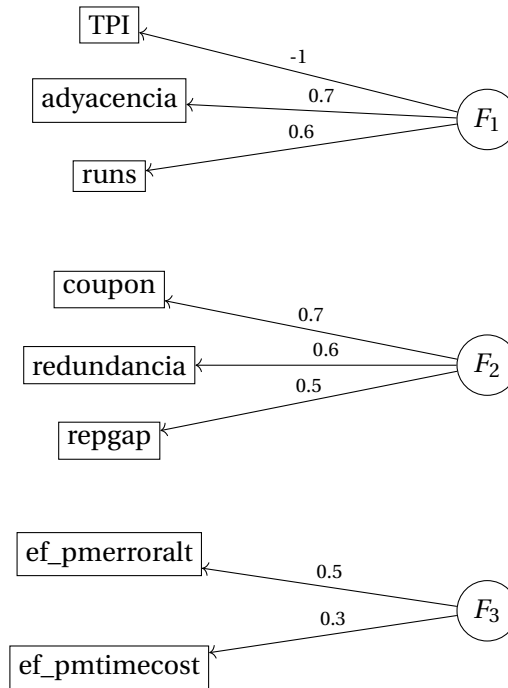 TPI
-1
adyacencia
0.7
F1
runs
0.6
coupon
0.7
redundancia
0.6
F2
repgap
0.5
ef_pmerroralt
0.5
F3
ef_pmtimecost
0.3